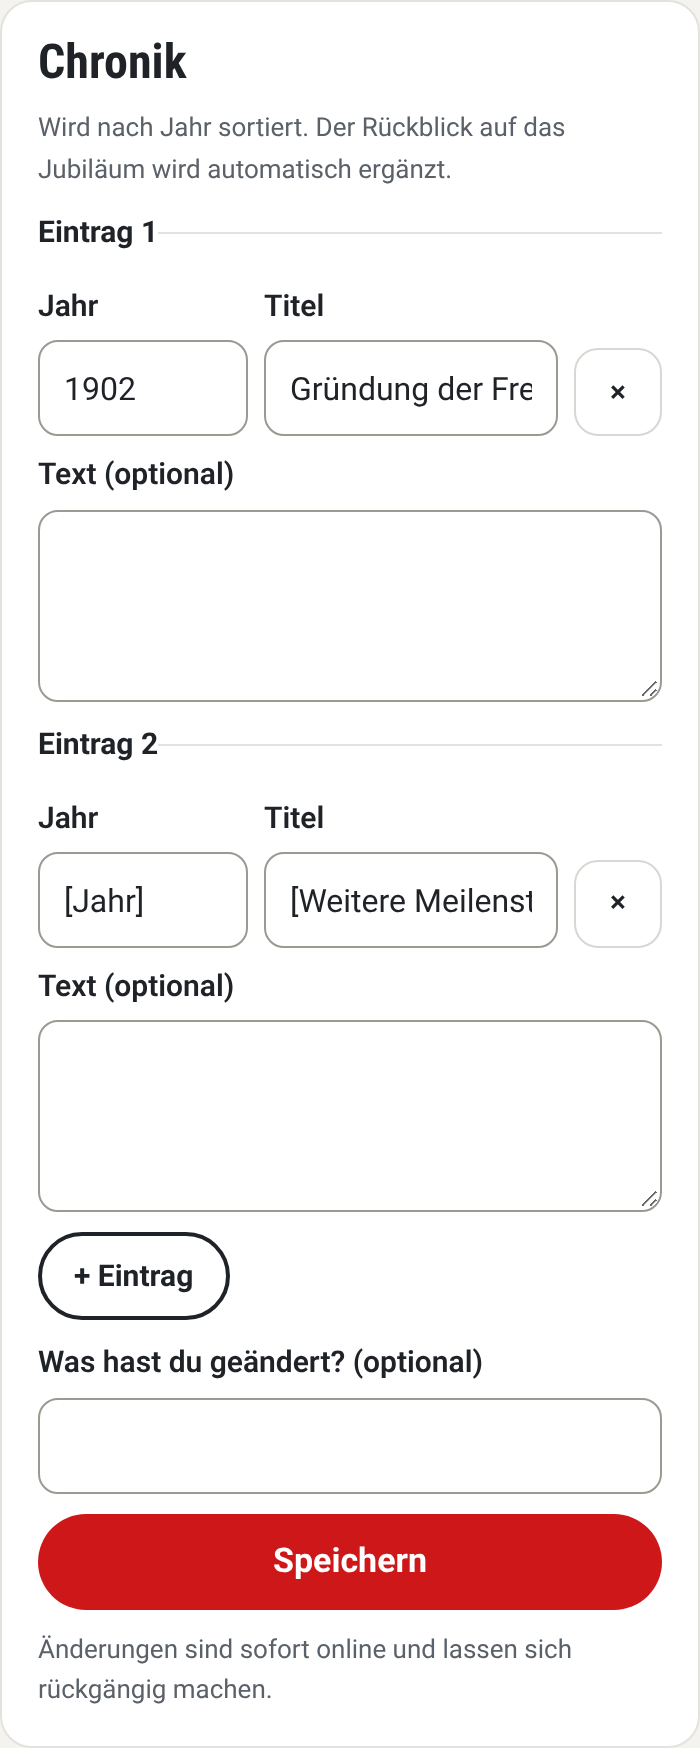 Chronik
Wird nach Jahr sortiert. Der Rückblick auf das
Jubiläum wird automatisch ergänzt.
Eintrag 1
Jahr Titel
1902 Gründung der Fre ×
Text (optional)
Eintrag 2
Jahr Titel
[Jahr] [Weitere Meilenst ×
Text (optional)
+ Eintrag
Was hast du geändert? (optional)
Speichern
Änderungen sind sofort online und lassen sich
rückgängig machen.